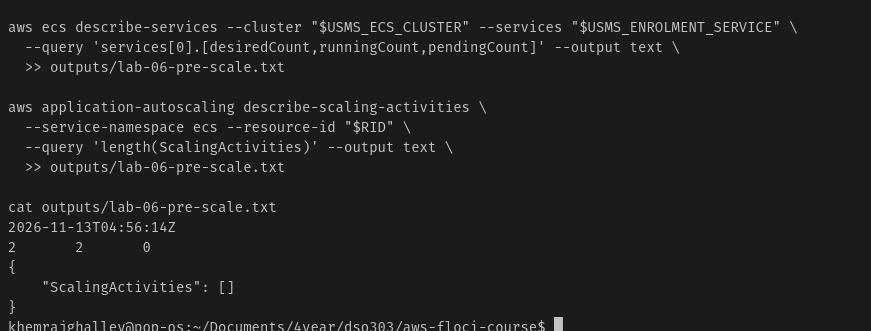 aws ecs describe-services --cluster "$USMS_ECS_CLUSTER" --services "$USMS_ENROLMENT_SERVICE" \
  --query 'services[0].[desiredCount,runningCount,pendingCount]' --output text \
  >> outputs/lab-06-pre-scale.txt

aws application-autoscaling describe-scaling-activities \
  --service-namespace ecs --resource-id "$RID" \
  --query 'length(ScalingActivities)' --output text \
  >> outputs/lab-06-pre-scale.txt

cat outputs/lab-06-pre-scale.txt
2026-11-13T04:56:14Z
2       2       0
{
    "ScalingActivities": []
}
khemrajghalley@pop-os:~/Documents/4year/dso303/aws-floci-course$